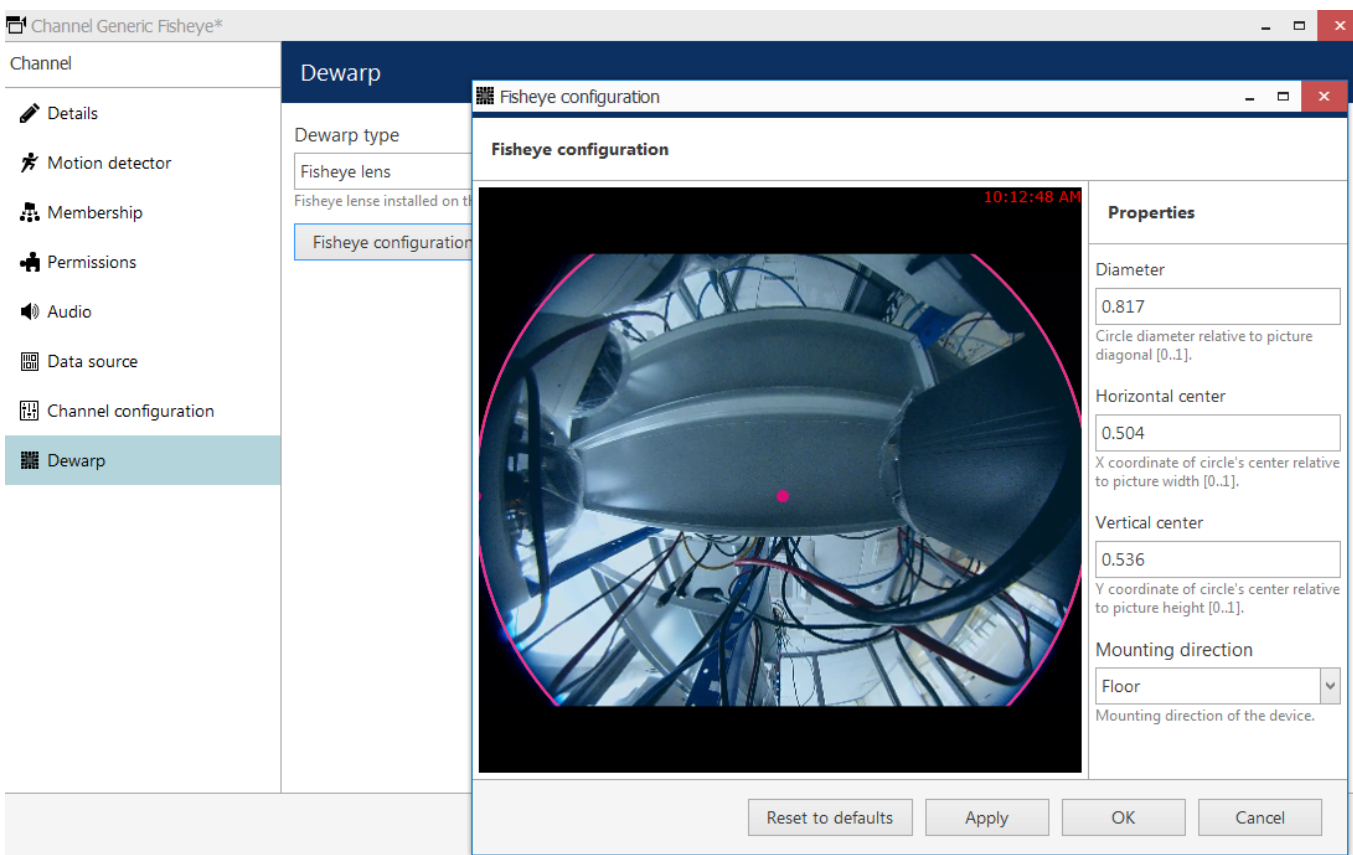 Channel Generic Fisheye*
Channel
Details
Motion detector
Membership
Permissions
Audio
Data source
Channel configuration
Dewarp
Dewarp
Dewarp type
Fisheye lens
Fisheye lense installed on th
Fisheye configuration
Fisheye configuration
Fisheye configuration
10:12:48 AM
Properties
Diameter
0.817
Circle diameter relative to picture
diagonal [0..1].
Horizontal center
0.504
X coordinate of circle's center relative
to picture width [0..1].
Vertical center
0.536
Y coordinate of circle's center relative
to picture height [0..1].
Mounting direction
Floor
Mounting direction of the device.
Reset to defaults
Apply
OK
Cancel